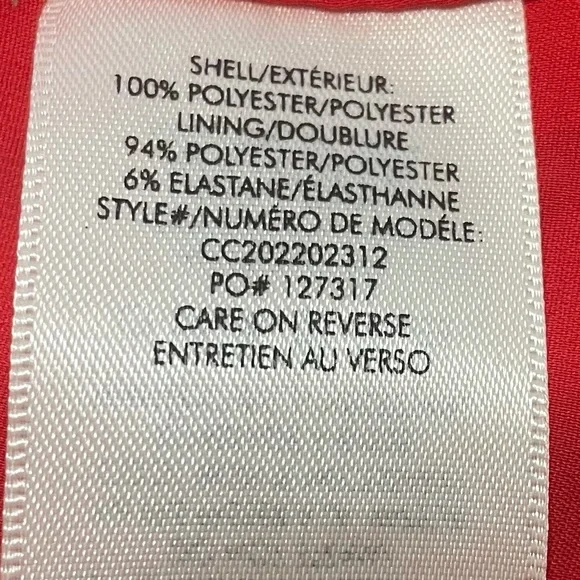 SHELL/EXTÉRIEUR:
100% POLYESTER/POLYESTER
LINING/DOUBLURE
94% POLYESTER/POLYESTER
6% ELASTANE/ÉLASTHANNE
STYLE#/NUMÉRO DE MODÉLE:
CC202202312
PO# 127317
CARE ON REVERSE
ENTRETIEN AU VERSO